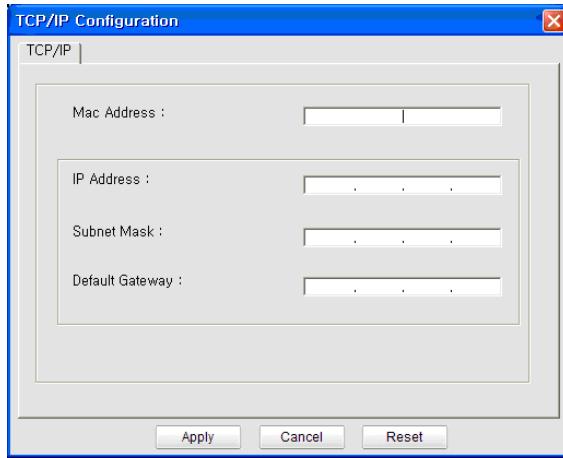 TCP/IP Configuration
TCP/IP
Mac Address :
IP Address :
. . .
Subnet Mask :
. . .
Default Gateway :
. . .
Apply Cancel Reset